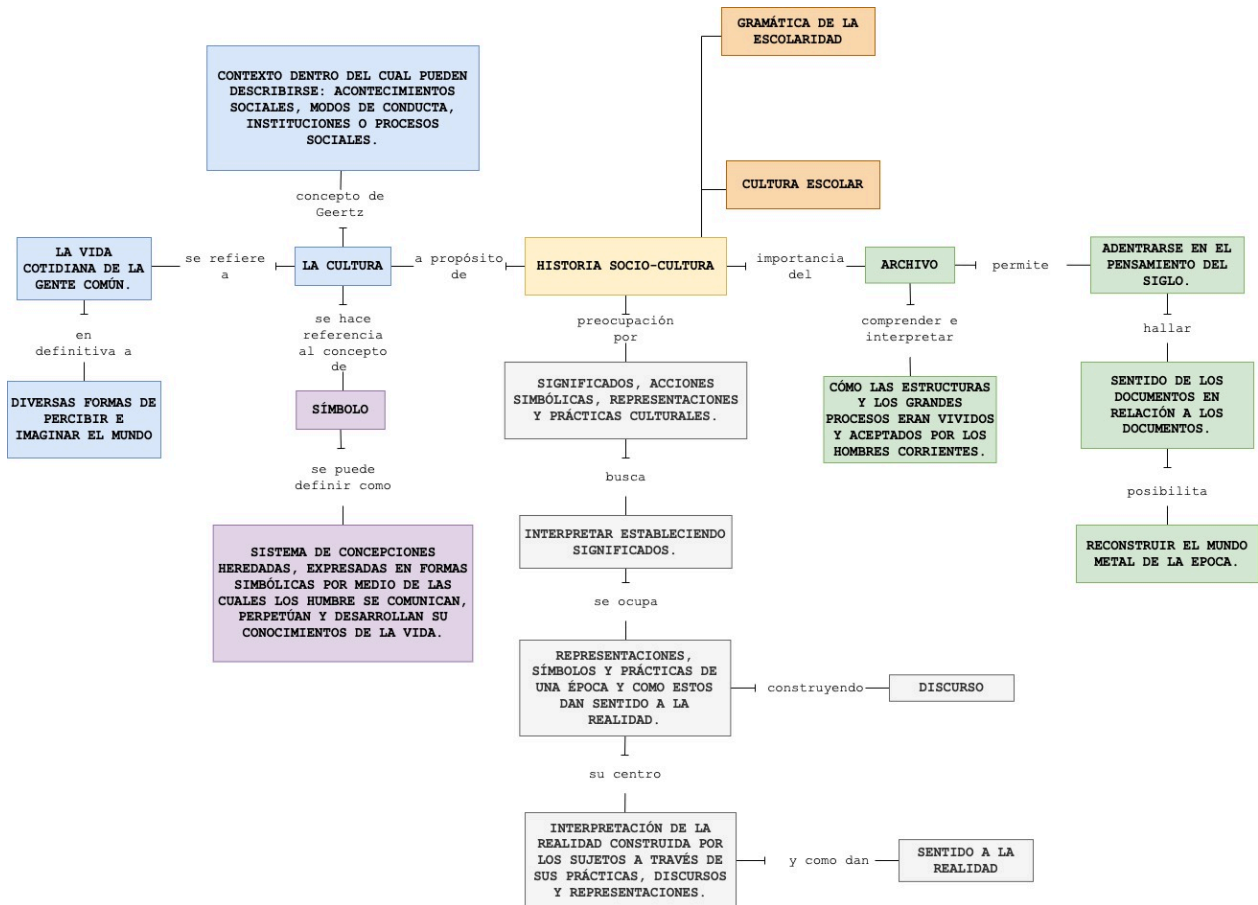 GRAMÁTICA DE LA
ESCOLARIDAD
CONTEXTO DENTRO DEL CUAL PUEDEN
DESCRIBIRSE: ACONTECIMIENTOS
SOCIALES, MODOS DE CONDUCTA,
INSTITUCIONES O PROCESOS
SOCIALES.
CULTURA ESCOLAR
concepto de
Geertz
LA VIDA
COTIDIANA DE LA
GENTE COMÚN.
se refiere
a
LA CULTURA
a propósito
de
HISTORIA SOCIO-CULTURA
importancia
del
ARCHIVO
permite
ADENTRARSE EN EL
PENSAMIENTO DEL
SIGLO.
en
definitiva a
DIVERSAS FORMAS DE
PERCIBIR E
IMAGINAR EL MUNDO
se hace
referencia
al concepto
de
SÍMBOLO
se puede
definir como
SISTEMA DE CONCEPCIONES
HEREDADAS, EXPRESADAS EN FORMAS
SIMBÓLICAS POR MEDIO DE LAS
CUALES LOS HUMBRE SE COMUNICAN,
PERPETÚAN Y DESARROLLAN SU
CONOCIMIENTOS DE LA VIDA.
preocupación
por
SIGNIFICADOS, ACCIONES
SIMBÓLICAS, REPRESENTACIONES
Y PRÁCTICAS CULTURALES.
busca
INTERPRETAR ESTABLECIENDO
SIGNIFICADOS.
se ocupa
REPRESENTACIONES,
SÍMBOLOS Y PRÁCTICAS DE
UNA ÉPOCA Y COMO ESTOS
DAN SENTIDO A LA
REALIDAD.
construyendo
DISCURSO
su centro
INTERPRETACIÓN DE LA
REALIDAD CONSTRUIDA POR
LOS SUJETOS A TRAVÉS DE
SUS PRÁCTICAS, DISCURSOS
Y REPRESENTACIONES.
y como dan
SENTIDO A LA
REALIDAD
comprender e
interpretar
CÓMO LAS ESTRUCTURAS
Y LOS GRANDES
PROCESOS ERAN VIVIDOS
Y ACEPTADOS POR LOS
HOMBRES CORRIENTES.
hallar
SENTIDO DE LOS
DOCUMENTOS EN
RELACIÓN A LOS
DOCUMENTOS.
posibilita
RECONSTRUIR EL MUNDO
METAL DE LA EPOCA.